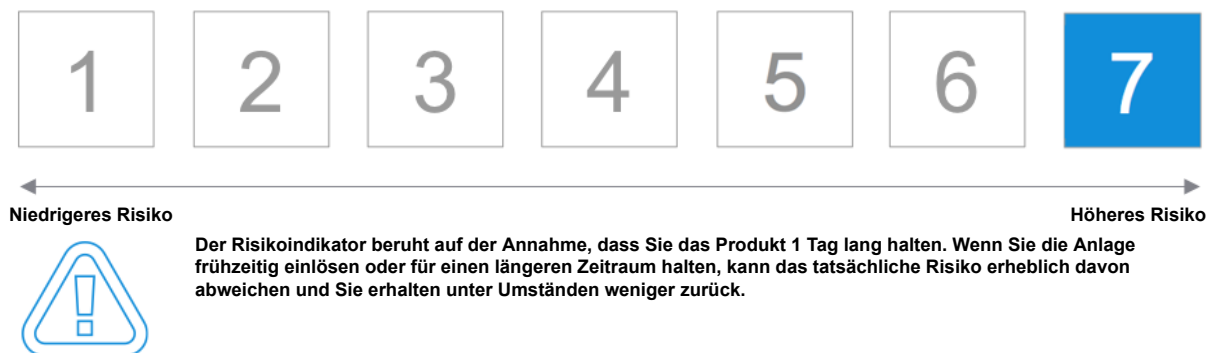 1 2 3 4 5 6 7
Niedrigeres Risiko Höheres Risiko
Der Risikoindikator beruht auf der Annahme, dass Sie das Produkt 1 Tag lang halten. Wenn Sie die Anlage
frühzeitig einlösen oder für einen längeren Zeitraum halten, kann das tatsächliche Risiko erheblich davon
abweichen und Sie erhalten unter Umständen weniger zurück.